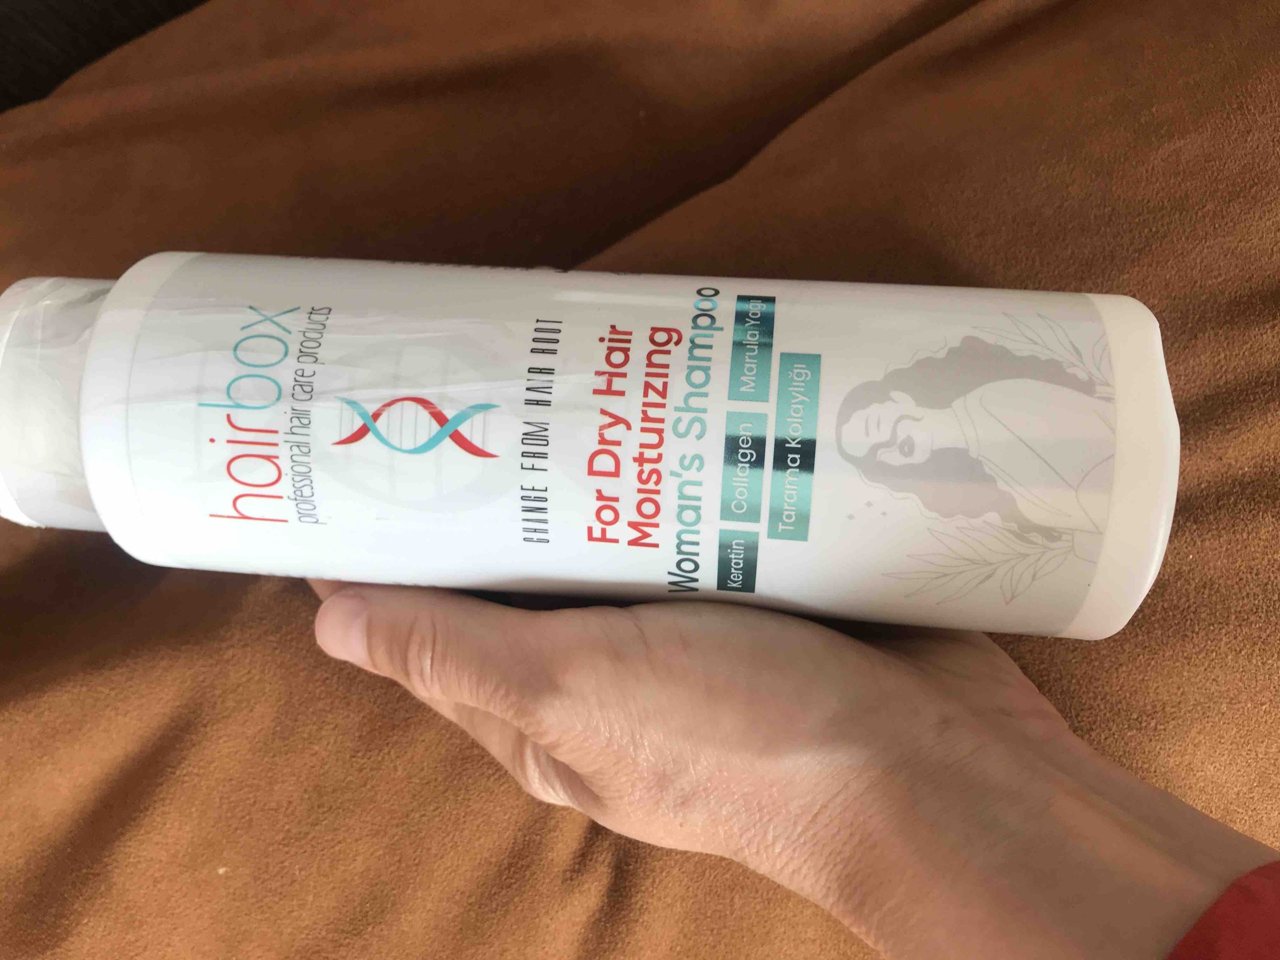 hairbox
professional hair care products
CHANGE FROM HAIR ROOT
For Dry Hair
Moisturizing
Woman's Shampoo
Keratin Collagen Marula Yağı
Tarama Kolaylığı